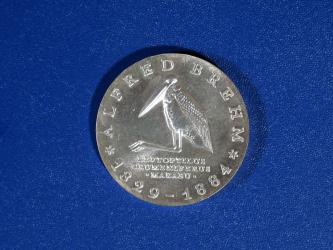 * ALFRED BREHM *
LEPTOPTILUS
CRUMENIFERUS
- MARABU -
1829-1884